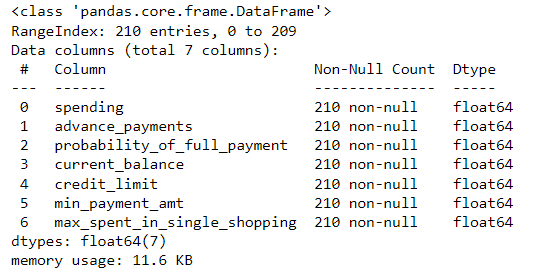 <class 'pandas.core.frame.DataFrame'>
RangeIndex: 210 entries, 0 to 209
Data columns (total 7 columns):
 #   Column                        Non-Null Count  Dtype
---  ------                        --------------  -----
 0   spending                      210 non-null    float64
 1   advance_payments              210 non-null    float64
 2   probability_of_full_payment   210 non-null    float64
 3   current_balance               210 non-null    float64
 4   credit_limit                  210 non-null    float64
 5   min_payment_amt               210 non-null    float64
 6   max_spent_in_single_shopping  210 non-null    float64
dtypes: float64(7)
memory usage: 11.6 KB